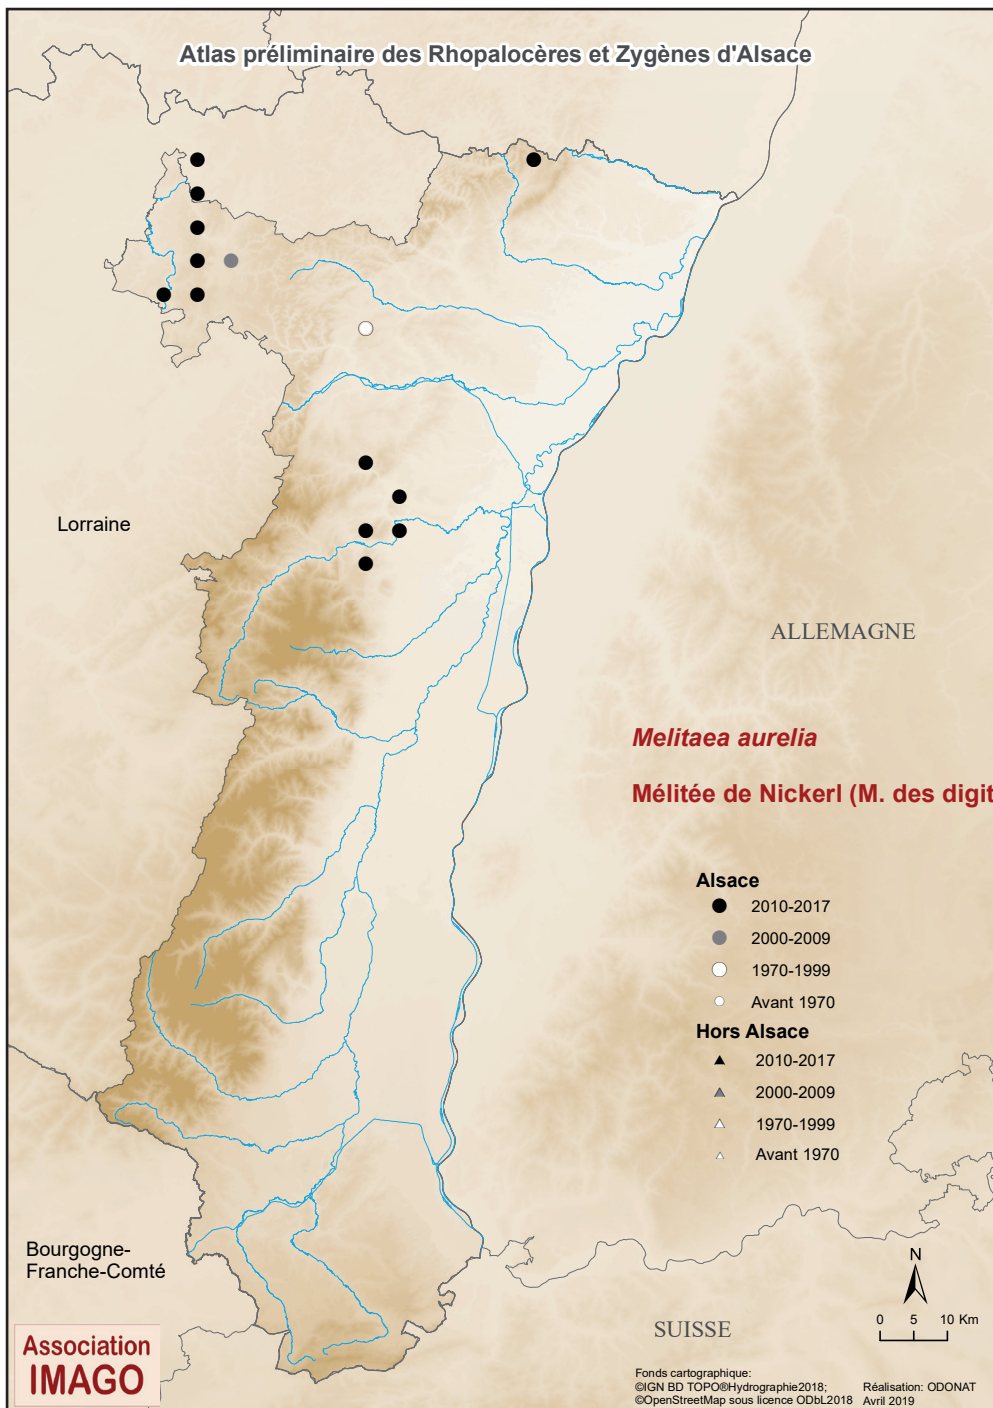 Atlas préliminaire des Rhopalocères et Zygènes d'Alsace
Lorraine
ALLEMAGNE
Melitaea aurelia
Mélitée de Nickerl (M. des digit
Alsace
2010-2017
2000-2009
1970-1999
Avant 1970
Hors Alsace
2010-2017
2000-2009
1970-1999
Avant 1970
Bourgogne-
Franche-Comté
N
0 5 10 Km
SUISSE
Association
IMAGO
Fonds cartographique:
©IGN BD TOPO®Hydrographie2018;
©OpenStreetMap sous licence ODbL2018
Réalisation: ODONAT
Avril 2019